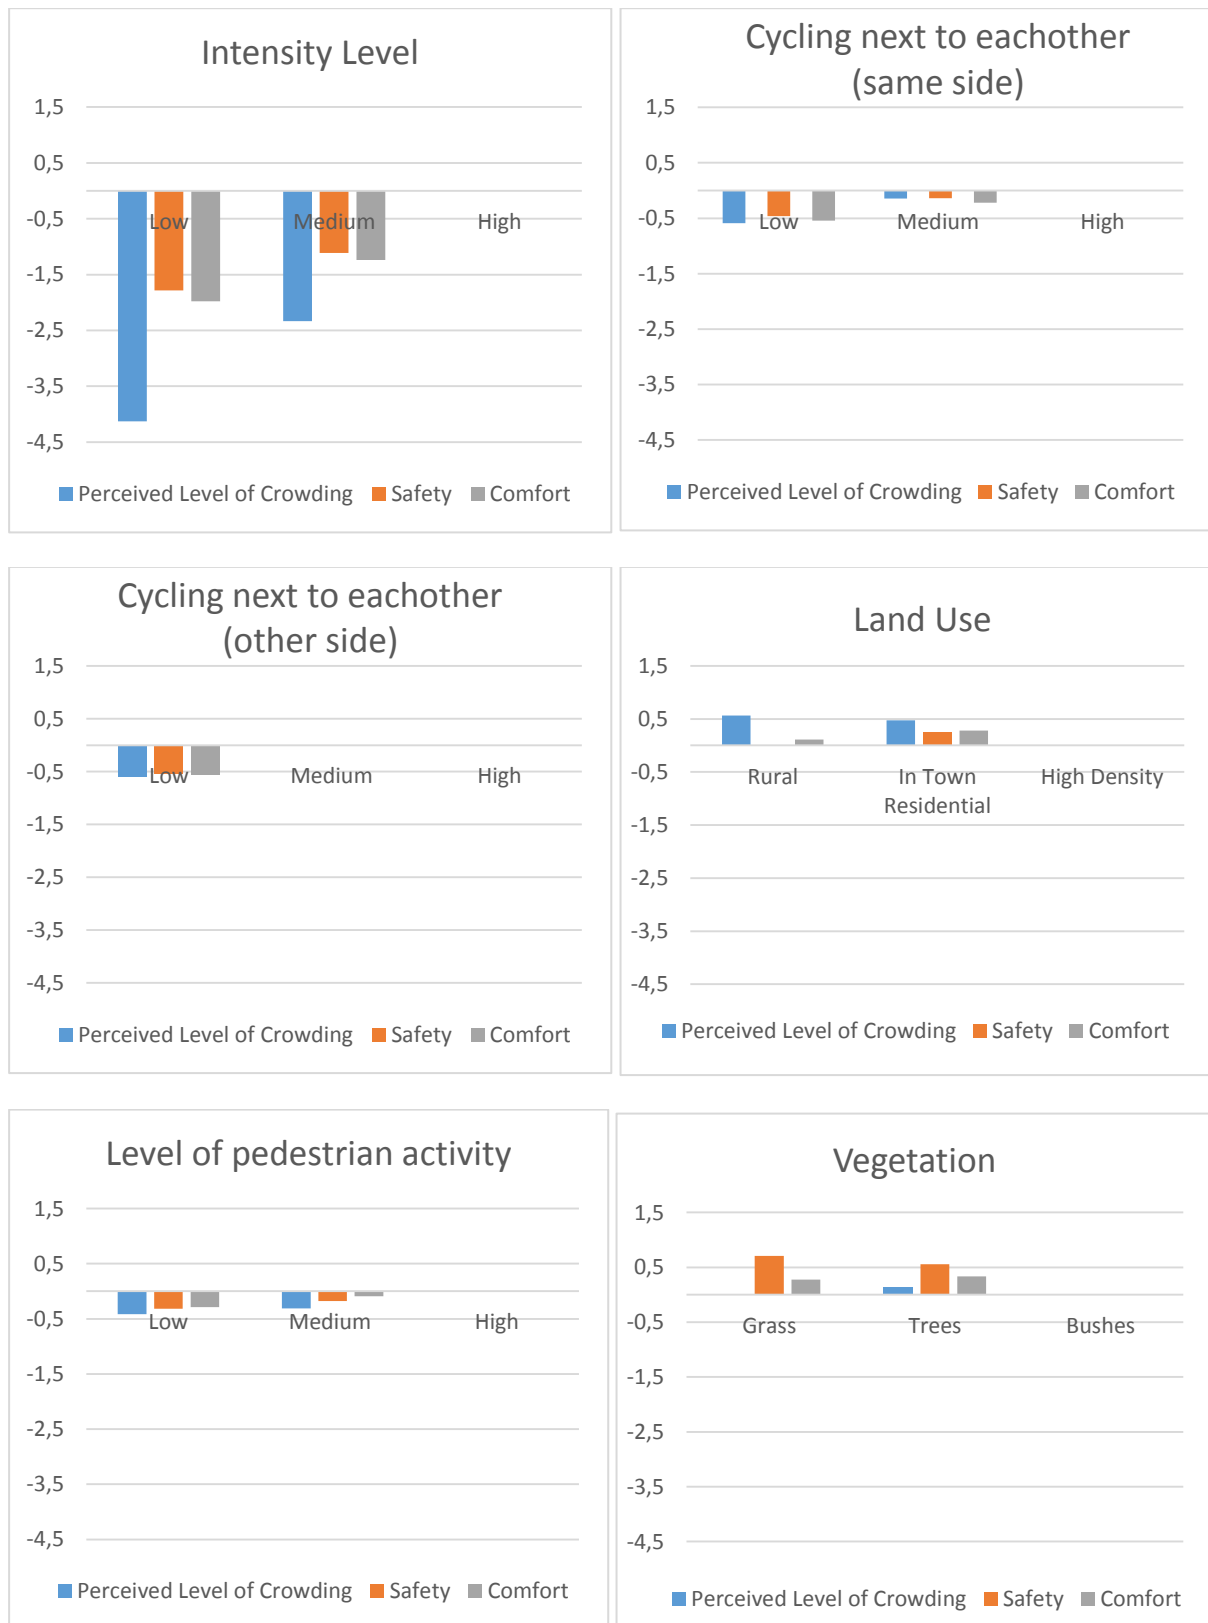 Intensity Level
1,5
0,5
-0,5
-1,5
-2,5
-3,5
-4,5
Low Medium High
Perceived Level of Crowding Safety Comfort
Cycling next to eachother
(same side)
1,5
0,5
-0,5
-1,5
-2,5
-3,5
-4,5
Low Medium High
Perceived Level of Crowding Safety Comfort
Cycling next to eachother
(other side)
1,5
0,5
-0,5
-1,5
-2,5
-3,5
-4,5
Low Medium High
Perceived Level of Crowding Safety Comfort
Land Use
1,5
0,5
-0,5
-1,5
-2,5
-3,5
-4,5
Rural In Town High Density
Residential
Perceived Level of Crowding Safety Comfort
Level of pedestrian activity
1,5
0,5
-0,5
-1,5
-2,5
-3,5
-4,5
Low Medium High
Perceived Level of Crowding Safety Comfort
Vegetation
1,5
0,5
-0,5
-1,5
-2,5
-3,5
-4,5
Grass Trees Bushes
Perceived Level of Crowding Safety Comfort